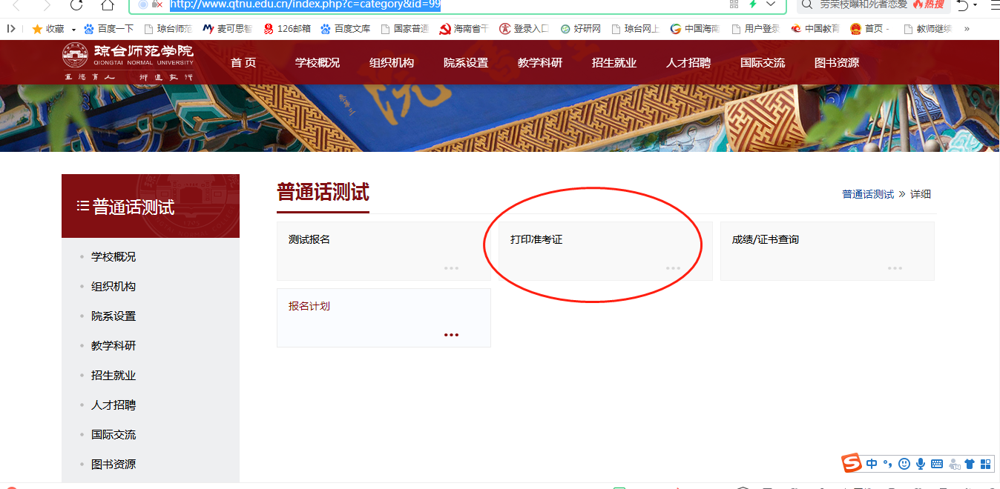 http://www.qtnu.edu.cn/index.php?c=category&id=99
劳荣枝曝和死者恋爱 热搜
收藏 百度一下 琼台师范 麦可思智 126邮箱 百度文库 国家普通 海南省干 登录入口 好研网 琼台网上 中国海南 用户登录 中国教育 首页 - 教师继续 »
琼台师范学院
QIONGTAI NORMAL UNIVERSITY
首 页 学校概况 组织机构 院系设置 教学科研 招生就业 人才招聘 国际交流 图书资源
院
普通话测试
普通话测试
普通话测试 » 详细
测试报名
打印准考证
成绩/证书查询
报名计划
学校概况
组织机构
院系设置
教学科研
招生就业
人才招聘
国际交流
图书资源
中